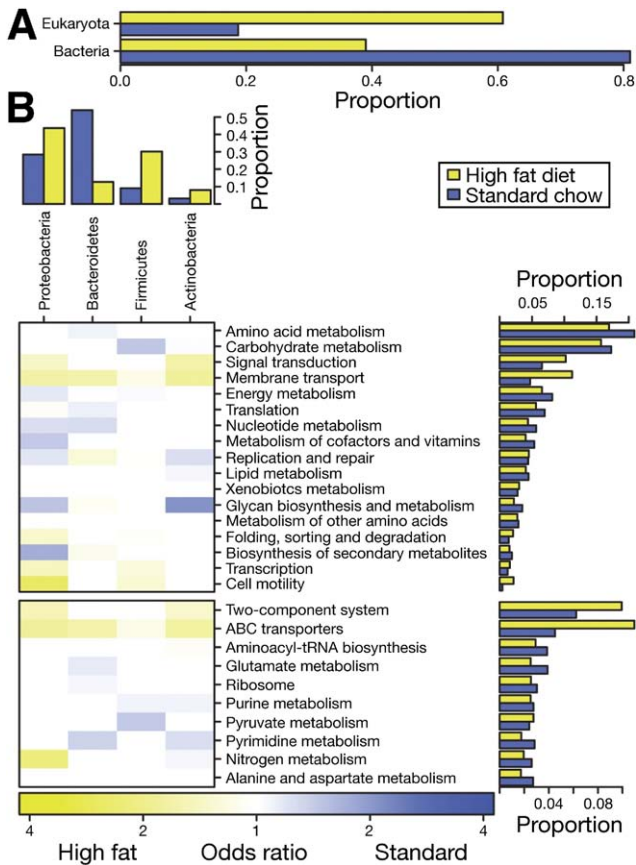 A
Eukaryota
Bacteria
0.0 0.2 0.4 0.6 0.8
Proportion
B
0.5
0.4
0.3
0.2
0.1
Proportion
High fat diet
Standard chow
Proteobacteria
Bacteroidetes
Firmicutes
Actinobacteria
Proportion
0.05 0.15
Amino acid metabolism
Carbohydrate metabolism
Signal transduction
Membrane transport
Energy metabolism
Translation
Nucleotide metabolism
Metabolism of cofactors and vitamins
Replication and repair
Lipid metabolism
Xenobiotcs metabolism
Glycan biosynthesis and metabolism
Metabolism of other amino acids
Folding, sorting and degradation
Biosynthesis of secondary metabolites
Transcription
Cell motility
Two-component system
ABC transporters
Aminoacyl-tRNA biosynthesis
Glutamate metabolism
Ribosome
Purine metabolism
Pyruvate metabolism
Pyrimidine metabolism
Nitrogen metabolism
Alanine and aspartate metabolism
0.04 0.08
Proportion
4 2 1 2 4
High fat Odds ratio Standard